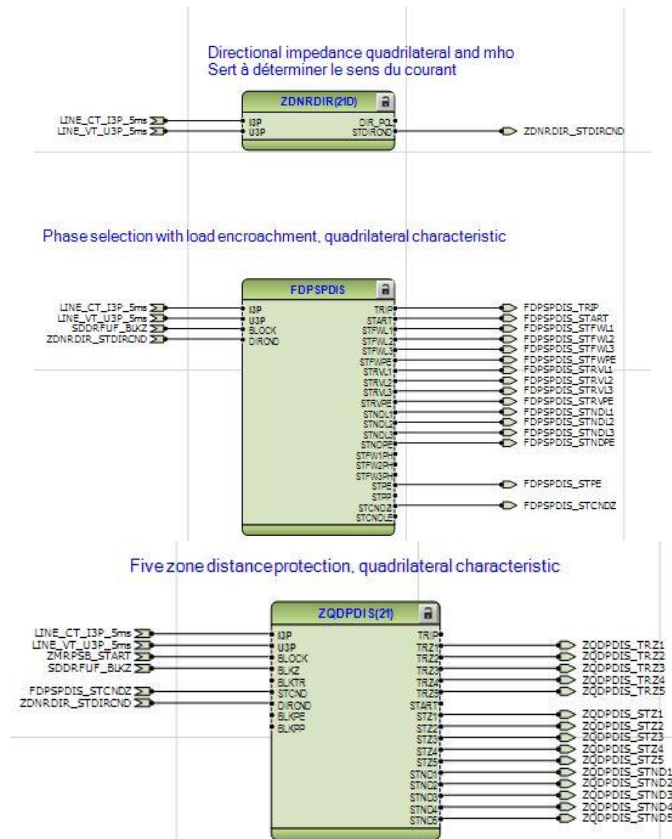 Directional impedance quadrilateral and mho
Sert à déterminer le sens du courant
ZDNRDIR(21D)
LINE_CT_I3P_5ms
LINE_VT_U3P_5ms
I3P
U3P
DIR_POL
STDIRCND
ZDNRDIR_STDIRCND
Phase selection with load encroachment, quadrilateral characteristic
FDPSPDIS
LINE_CT_I3P_5ms
LINE_VT_U3P_5ms
SDDRFUF_BLKZ
ZDNRDIR_STDIRCND
I3P
U3P
BLOCK
DIRCND
TRIP
START
STFWL1
STFWL2
STFWL3
STFWPE
STRVL1
STRVL2
STRVL3
STRVPE
STNDL1
STNDL2
STNDL3
STNDPE
STFW1PH
STFW2PH
STFW3PH
STPE
STPP
STCNDZ
STCNDLE
FDPSPDIS_TRIP
FDPSPDIS_START
FDPSPDIS_STFWL1
FDPSPDIS_STFWL2
FDPSPDIS_STFWL3
FDPSPDIS_STFWPE
FDPSPDIS_STRVL1
FDPSPDIS_STRVL2
FDPSPDIS_STRVL3
FDPSPDIS_STRVPE
FDPSPDIS_STNDL1
FDPSPDIS_STNDL2
FDPSPDIS_STNDL3
FDPSPDIS_STNDPE
FDPSPDIS_STPE
FDPSPDIS_STCNDZ
Five zone distance protection, quadrilateral characteristic
ZQDPDIS(21)
LINE_CT_I3P_5ms
LINE_VT_U3P_5ms
ZMRPSB_START
SDDRFUF_BLKZ
FDPSPDIS_STCNDZ
ZDNRDIR_STDIRCND
I3P
U3P
BLOCK
BLKZ
BLKTR
STCND
DIRCND
BLKPE
BLKPP
TRIP
TRZ1
TRZ2
TRZ3
TRZ4
TRZ5
START
STZ1
STZ2
STZ3
STZ4
STZ5
STND1
STND2
STND3
STND4
STND5
ZQDPDIS_TRZ1
ZQDPDIS_TRZ2
ZQDPDIS_TRZ3
ZQDPDIS_TRZ4
ZQDPDIS_TRZ5
ZQDPDIS_STZ1
ZQDPDIS_STZ2
ZQDPDIS_STZ3
ZQDPDIS_STZ4
ZQDPDIS_STZ5
ZQDPDIS_STND1
ZQDPDIS_STND2
ZQDPDIS_STND3
ZQDPDIS_STND4